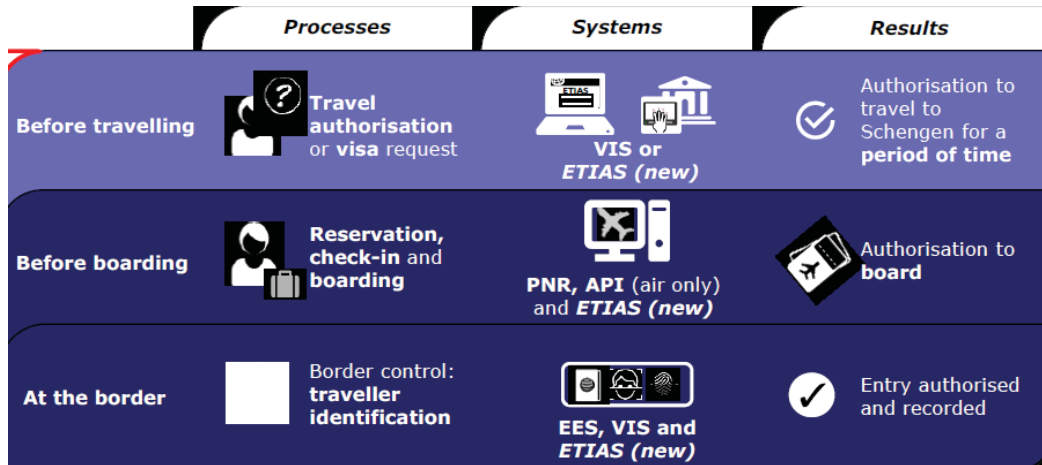 Processes
Systems
Results
Before travelling
Travel
authorisation
or visa request
ETIAS
VIS or
ETIAS (new)
Authorisation to
travel to
Schengen for a
period of time
Before boarding
Reservation,
check-in and
boarding
PNR, API (air only)
and ETIAS (new)
Authorisation to
board
At the border
Border control:
traveller
identification
EES, VIS and
ETIAS (new)
Entry authorised
and recorded